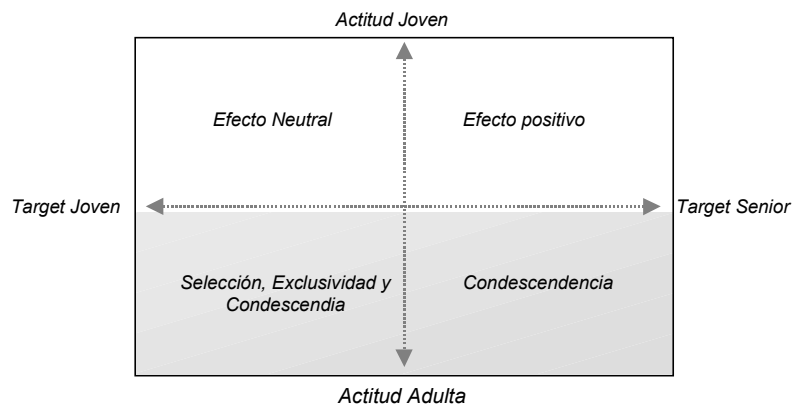 Actitud Joven
Efecto Neutral
Efecto positivo
Target Joven
Target Senior
Selección, Exclusividad y
Condescendia
Condescendencia
Actitud Adulta